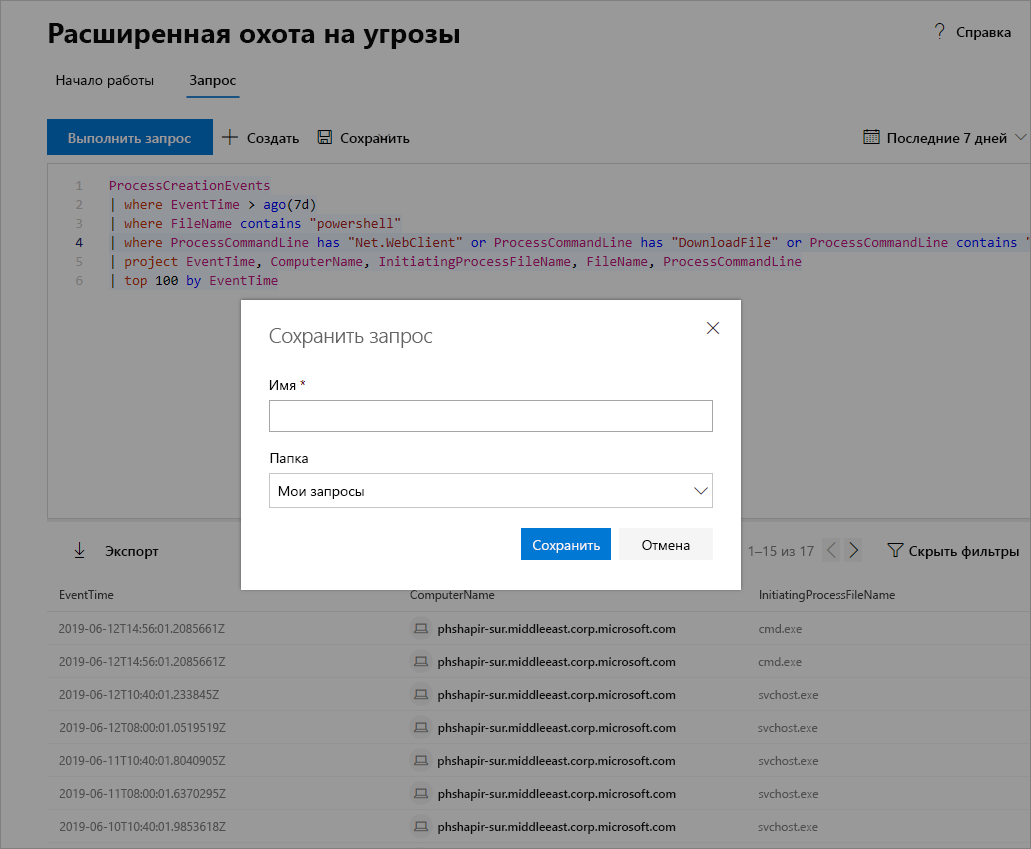 Расширенная охота на угрозы
? Справка
Начало работы Запрос
Выполнить запрос + Создать Сохранить Последние 7 дней
1 ProcessCreationEvents
2 | where EventTime > ago(7d)
3 | where FileName contains "powershell"
4 | where ProcessCommandLine has "Net.WebClient" or ProcessCommandLine has "DownloadFile" or ProcessCommandLine contains "
5 | project EventTime, ComputerName, InitiatingProcessFileName, FileName, ProcessCommandLine
6 | top 100 by EventTime
Сохранить запрос
Имя *
Папка
Мои запросы
Сохранить Отмена
Экспорт 1–15 из 17 Скрыть фильтры
EventTime ComputerName InitiatingProcessFileName
2019-06-12T14:56:01.2085661Z phshapir-sur.middleeast.corp.microsoft.com cmd.exe
2019-06-12T14:56:01.2085661Z phshapir-sur.middleeast.corp.microsoft.com cmd.exe
2019-06-12T10:40:01.233845Z phshapir-sur.middleeast.corp.microsoft.com svchost.exe
2019-06-12T08:00:01.0519519Z phshapir-sur.middleeast.corp.microsoft.com svchost.exe
2019-06-11T10:40:01.8040905Z phshapir-sur.middleeast.corp.microsoft.com svchost.exe
2019-06-11T08:00:01.6370295Z phshapir-sur.middleeast.corp.microsoft.com svchost.exe
2019-06-10T10:40:01.9853618Z phshapir-sur.middleeast.corp.microsoft.com svchost.exe